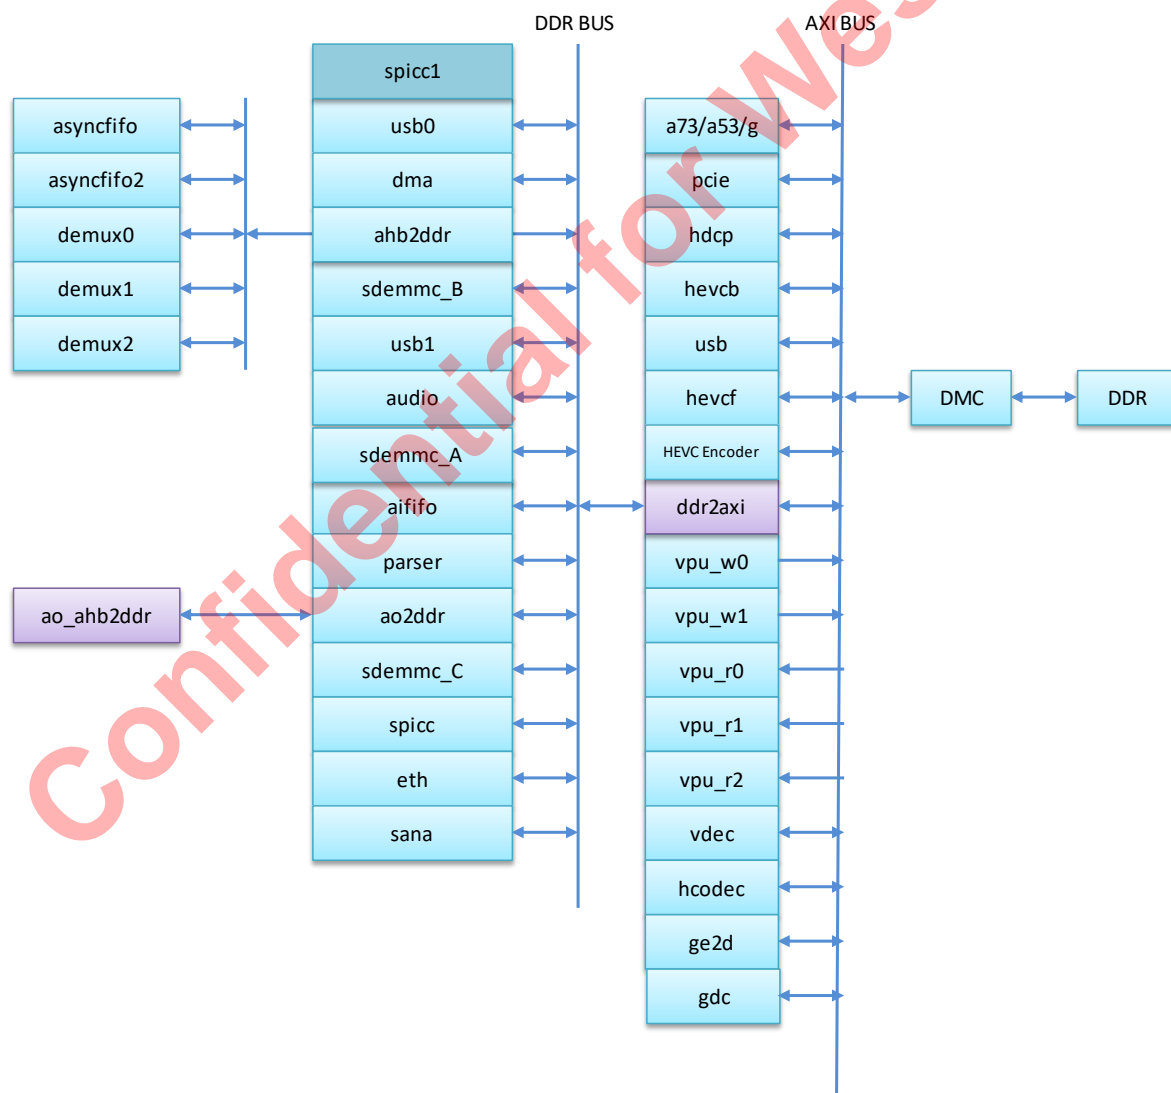 DDR BUS
AXI BUS
spicc1
asyncfifo
usb0
a73/a53/g
asyncfifo2
dma
pcie
demux0
ahb2ddr
hdcp
demux1
sdemmc_B
hevcb
demux2
usb1
usb
audio
hevcf
DMC
DDR
sdemmc_A
HEVC Encoder
aififo
ddr2axi
parser
vpu_w0
ao_ahb2ddr
ao2ddr
vpu_w1
sdemmc_C
vpu_r0
spicc
vpu_r1
eth
vpu_r2
sana
vdec
hcodec
ge2d
gdc
Confidential for Wes